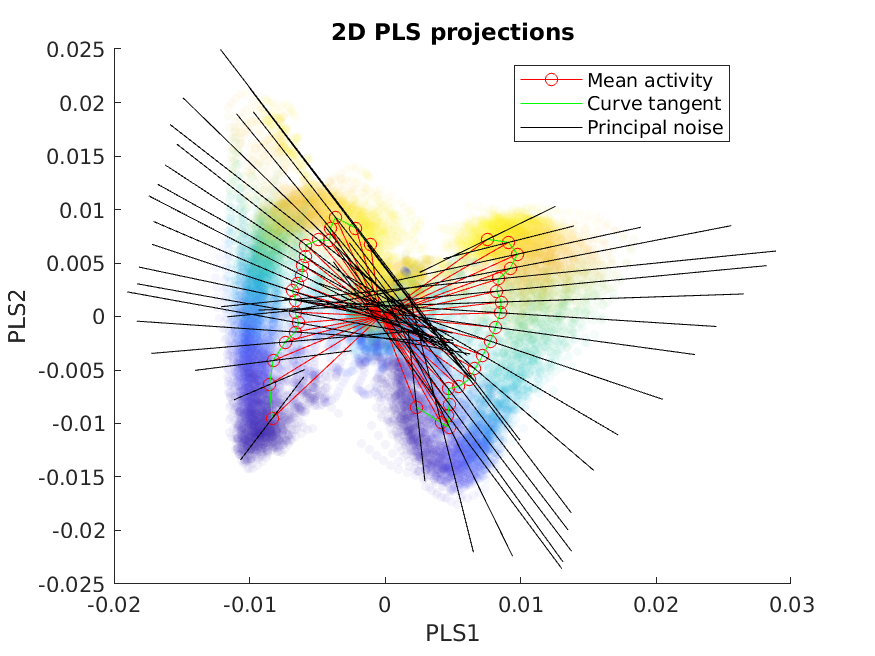 2D PLS projections
Mean activity
Curve tangent
Principal noise
0.025
0.02
0.015
0.01
0.005
0
-0.005
-0.01
-0.015
-0.02
-0.025
PLS2
-0.02 -0.01 0 0.01 0.02 0.03
PLS1